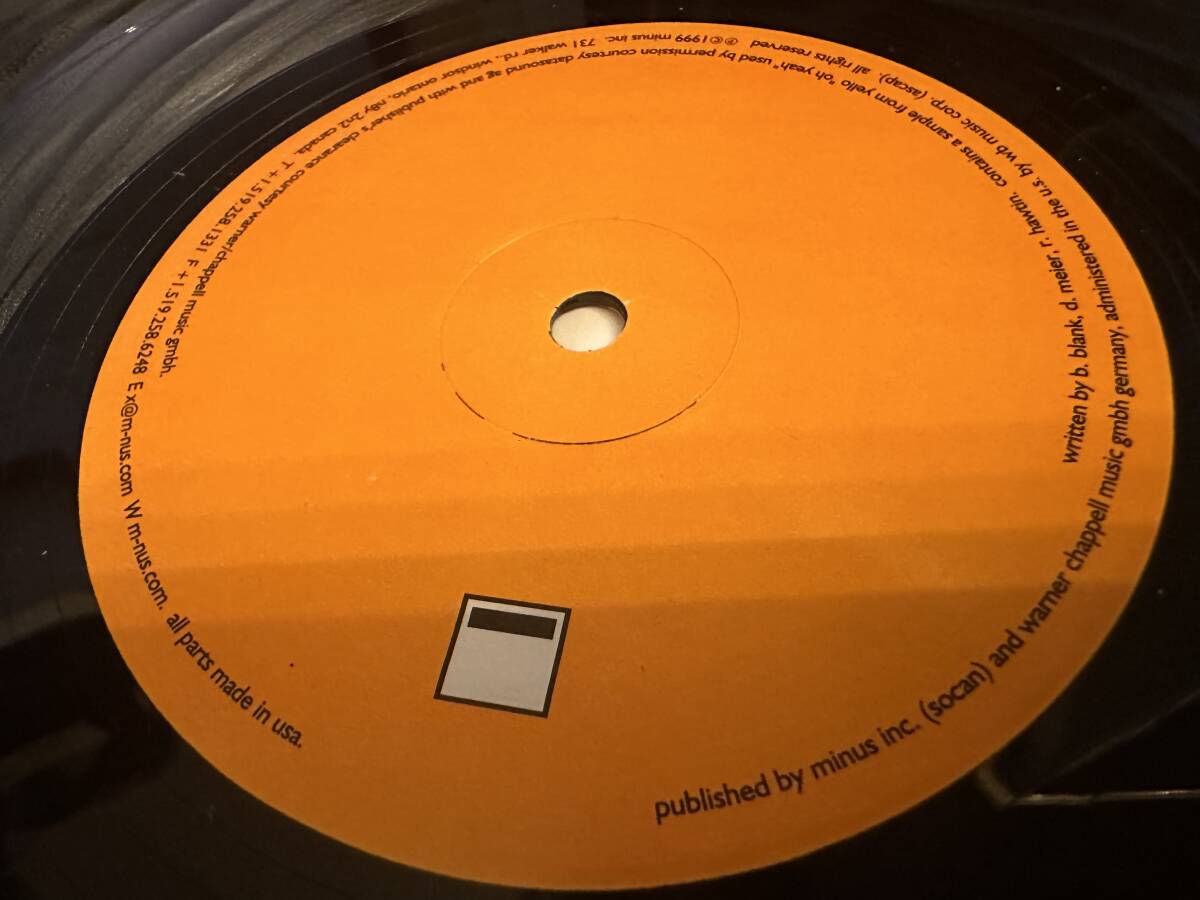 written by b. blank, d. meier, r. hawtin. contains a sample from yello "oh yeah" used by permission courtesy datasound ag and with publisher's clearance courtesy warner/chappell music gmbh.
published by minus inc. (socan) and warner chappell music gmbh germany, administered in the u.s. by wb music corp. (ascap). all rights reserved ℗©1999 minus inc. 731 walker rd., windsor ontario, n8y 2n2 canada. T +1.519.258.1331 F +1.519.258.6248 E x@m-nus.com W m-nus.com. all parts made in usa.